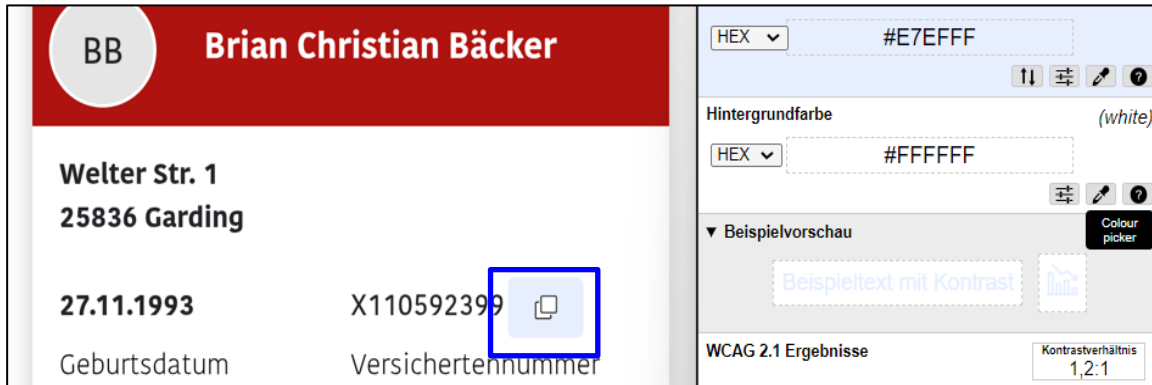 BB
Brian Christian Bäcker
Welter Str. 1
25836 Garding
27.11.1993
X110592399
Geburtsdatum
Versichertennummer
HEX
#E7EFFF
Hintergrundfarbe
(white)
HEX
#FFFFFF
Colour
picker
▼ Beispielvorschau
Beispieltext mit Kontrast
WCAG 2.1 Ergebnisse
Kontrastverhältnis
1,2:1